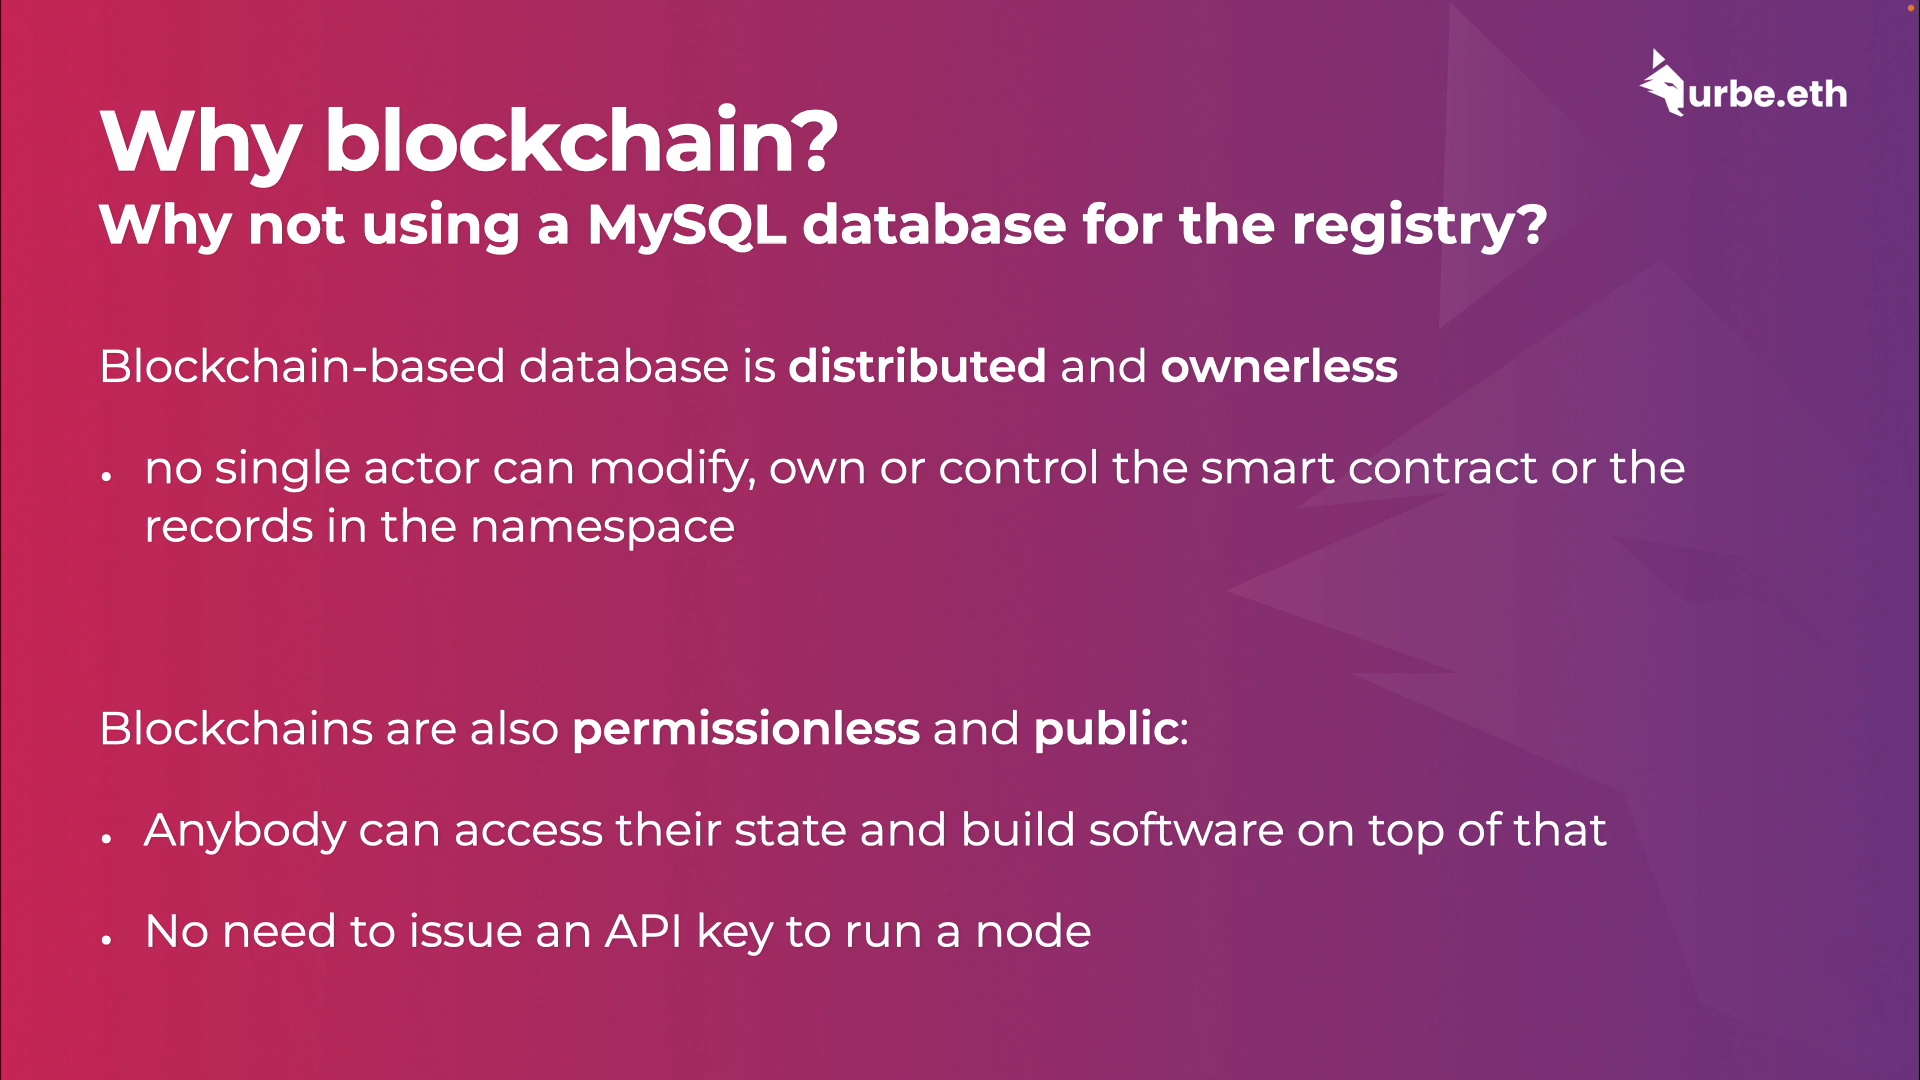 urbe.eth
Why blockchain?
Why not using a MySQL database for the registry?
Blockchain-based database is distributed and ownerless
• no single actor can modify, own or control the smart contract or the
records in the namespace
Blockchains are also permissionless and public:
• Anybody can access their state and build software on top of that
• No need to issue an API key to run a node